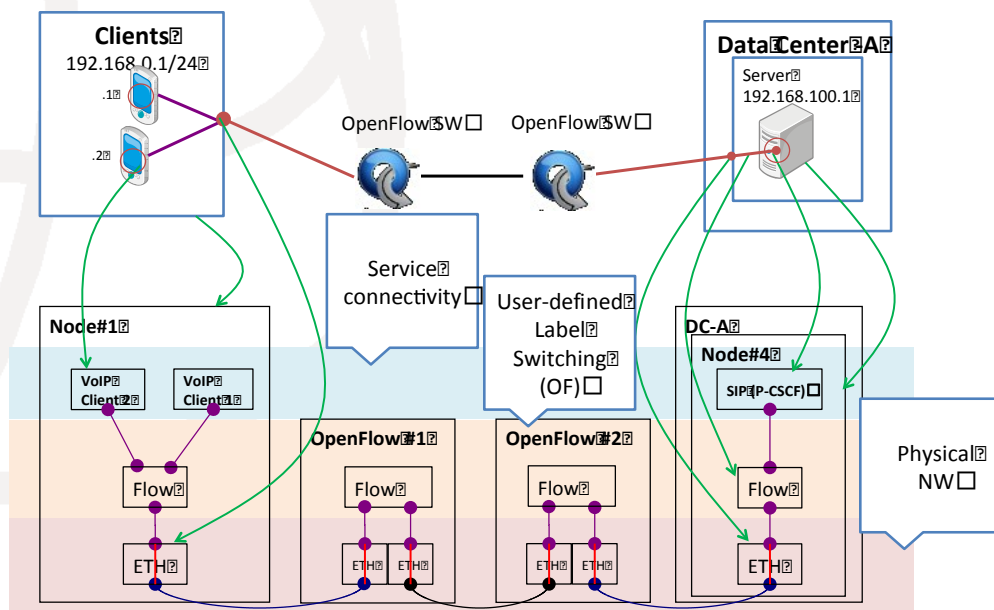 Clients
192.168.0.1/24
.1
.2
OpenFlow SW
OpenFlow SW
Data Center A
Server
192.168.100.1
Service
connectivity
User-defined
Label
Switching
(OF)
Physical
NW
Node#1
VoIP
Client 2
VoIP
Client 1
Flow
ETH
OpenFlow #1
Flow
ETH
ETH
OpenFlow #2
Flow
ETH
ETH
DC-A
Node#4
SIP (P-CSCF)
Flow
ETH